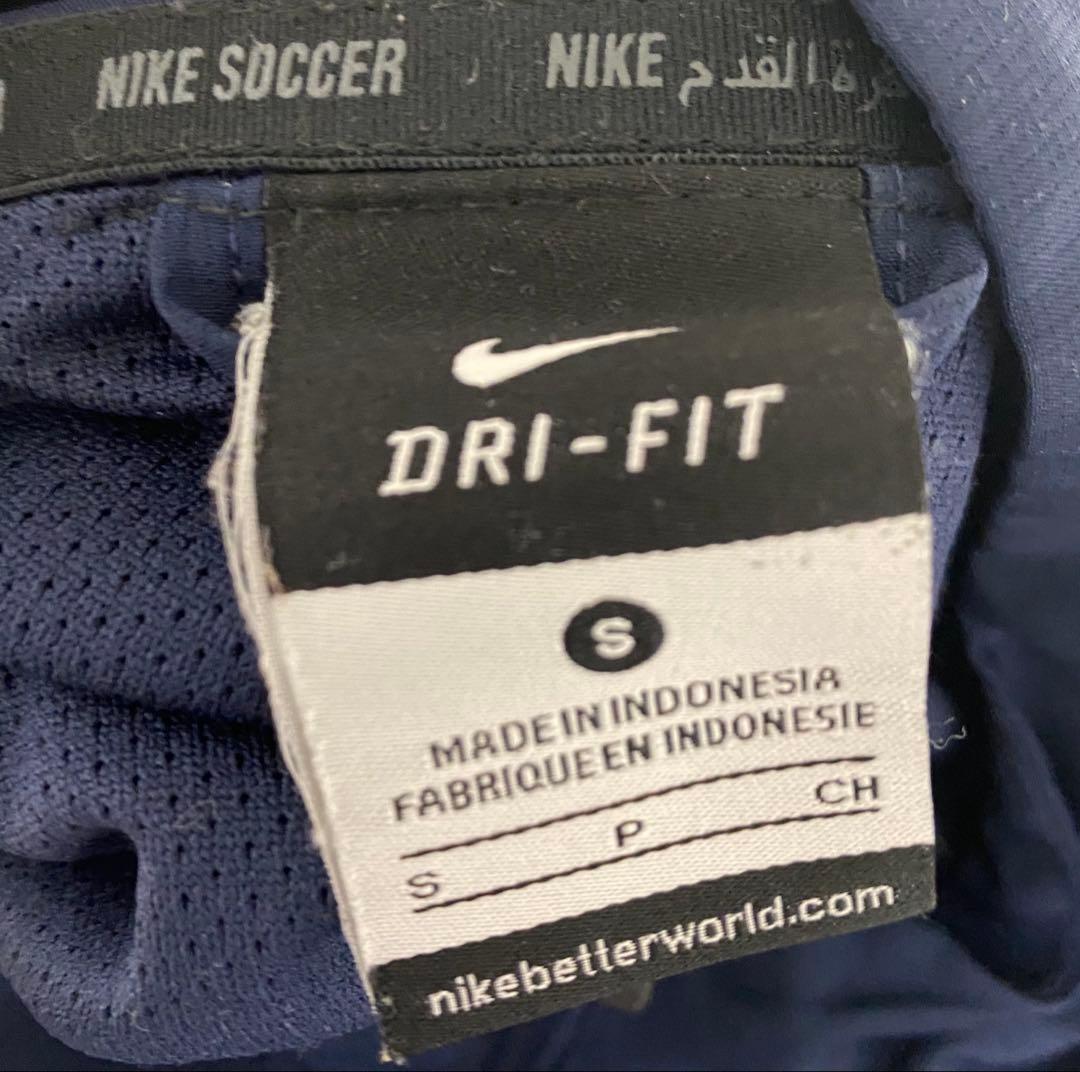 NIKE SOCCER NIKE كرة القدم
DRI-FIT
S
MADE IN INDONESIA
FABRIQUE EN INDONESIE
S P CH
nikebetterworld.com